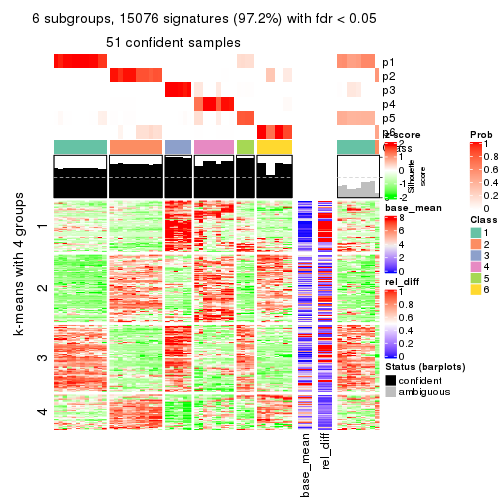 6 subgroups, 15076 signatures (97.2%) with fdr < 0.05
51 confident samples
p1
p2
p3
p4
p5
p6
Class
Silhouette
score
k-means with 4 groups
1
2
3
4
base_mean
rel_diff
z-score
2
1
0
-1
-2
base_mean
8
6
4
2
0
rel_diff
1
0.8
0.6
0.4
0.2
0
Status (barplots)
confident
ambiguous
Prob
1
0.8
0.6
0.4
0.2
0
Class
1
2
3
4
5
6